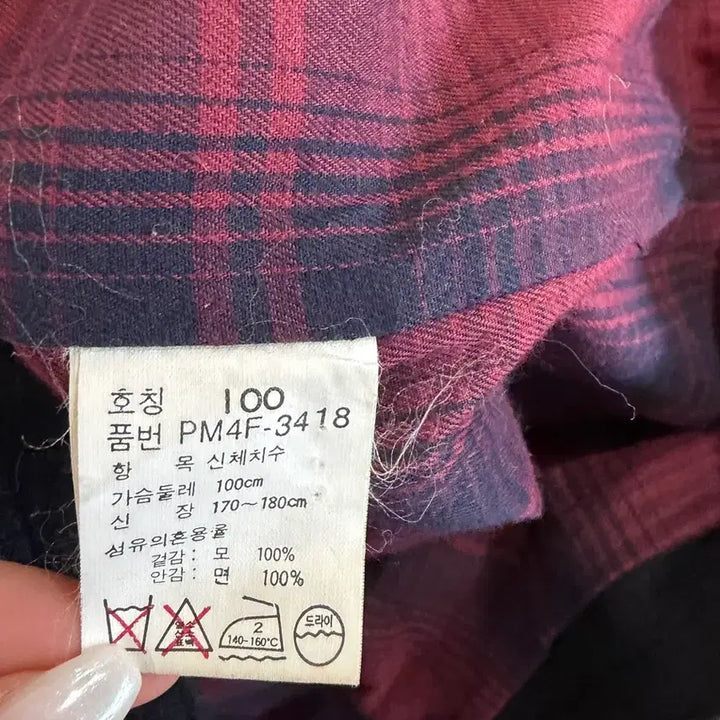 호칭 100
품번 PM4F-3418
항 목 신체치수
가슴둘레 100cm
신 장 170~180cm
섬유의혼용률
겉감: 모 100%
안감: 면 100%
2
140~160°C
드라이